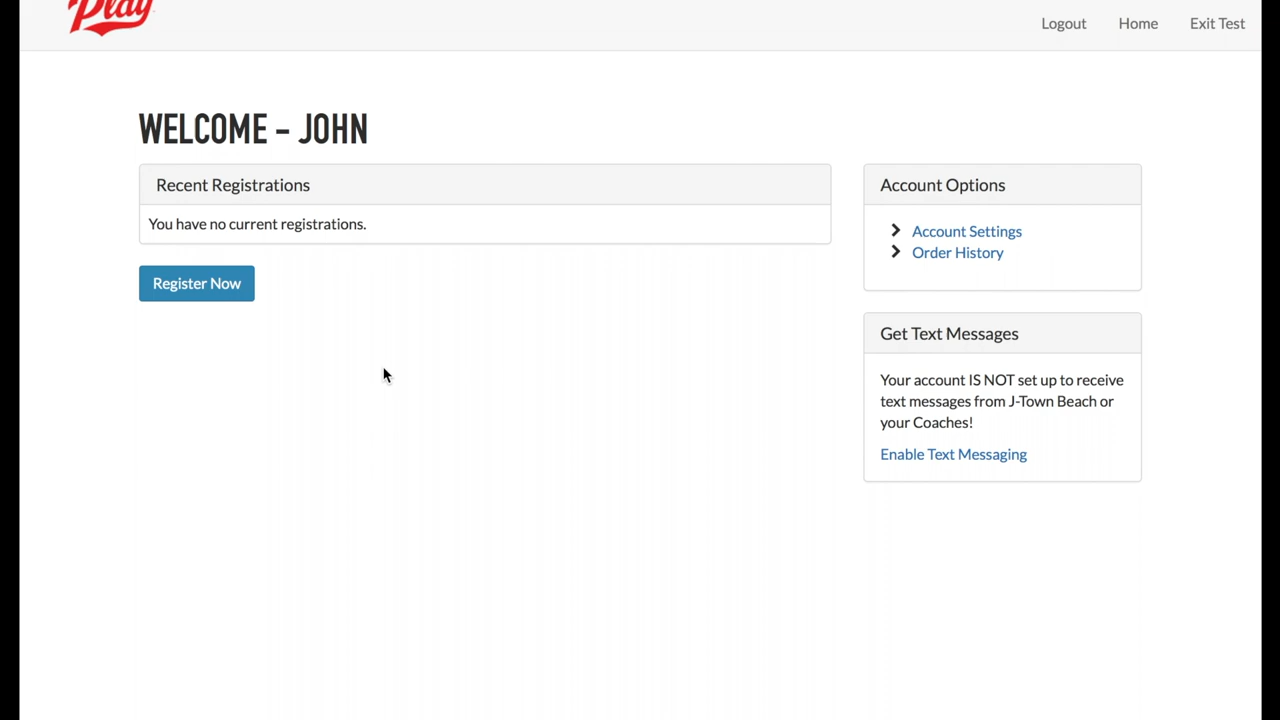 Play
Logout Home Exit Test
WELCOME - JOHN
Recent Registrations
You have no current registrations.
Register Now
Account Options
Account Settings
Order History
Get Text Messages
Your account IS NOT set up to receive
text messages from J-Town Beach or
your Coaches!
Enable Text Messaging